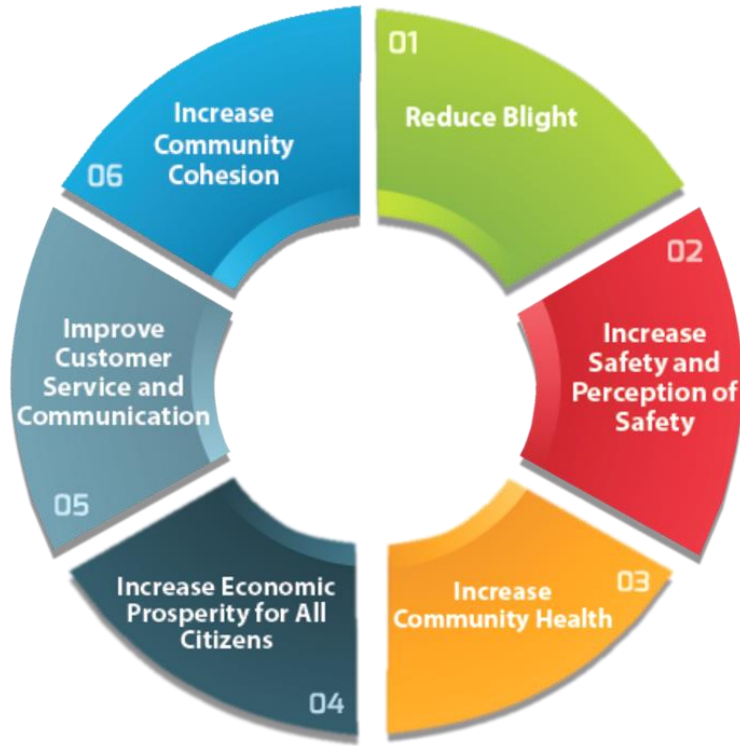 01
Reduce Blight
02
Increase
Safety and
Perception of
Safety
03
Increase
Community Health
Increase Economic
Prosperity for All
Citizens
04
Improve
Customer
Service and
Communication
05
Increase
Community
Cohesion
06